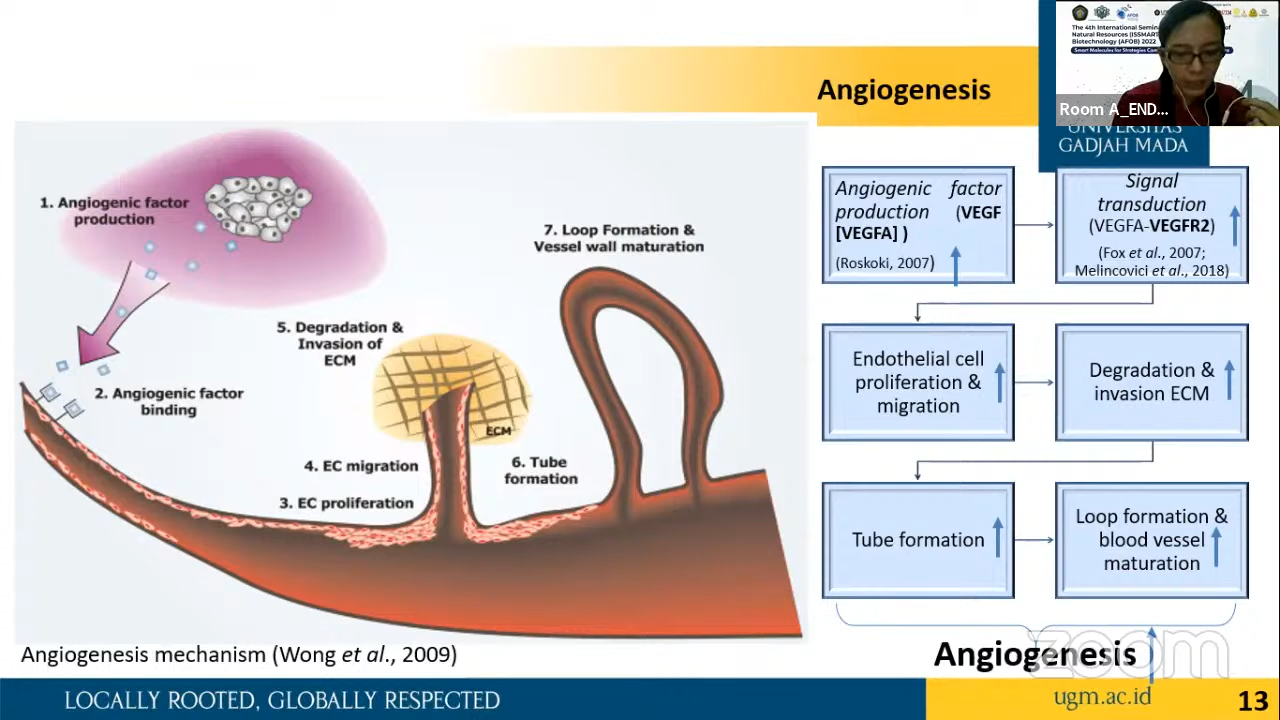 Angiogenesis
The 4th International Semina
Natural Resources (ISSMART
Biotechnology (AFOB) 2022
Room A_END...
UNIVERSITAS
GADJAH MADA
1. Angiogenic factor
production
2. Angiogenic factor
binding
5. Degradation &
Invasion of
ECM
ECM
4. EC migration
3. EC proliferation
6. Tube
formation
7. Loop Formation &
Vessel wall maturation
Angiogenesis mechanism (Wong et al., 2009)
Angiogenic factor
production (VEGF
[VEGFA] )
(Roskoki, 2007)
Signal
transduction
(VEGFA-VEGFR2)
(Fox et al., 2007;
Melincovici et al., 2018)
Endothelial cell
proliferation &
migration
Degradation &
invasion ECM
Tube formation
Loop formation &
blood vessel
maturation
Angiogenesis
zoom
LOCALLY ROOTED, GLOBALLY RESPECTED
ugm.ac.id
13